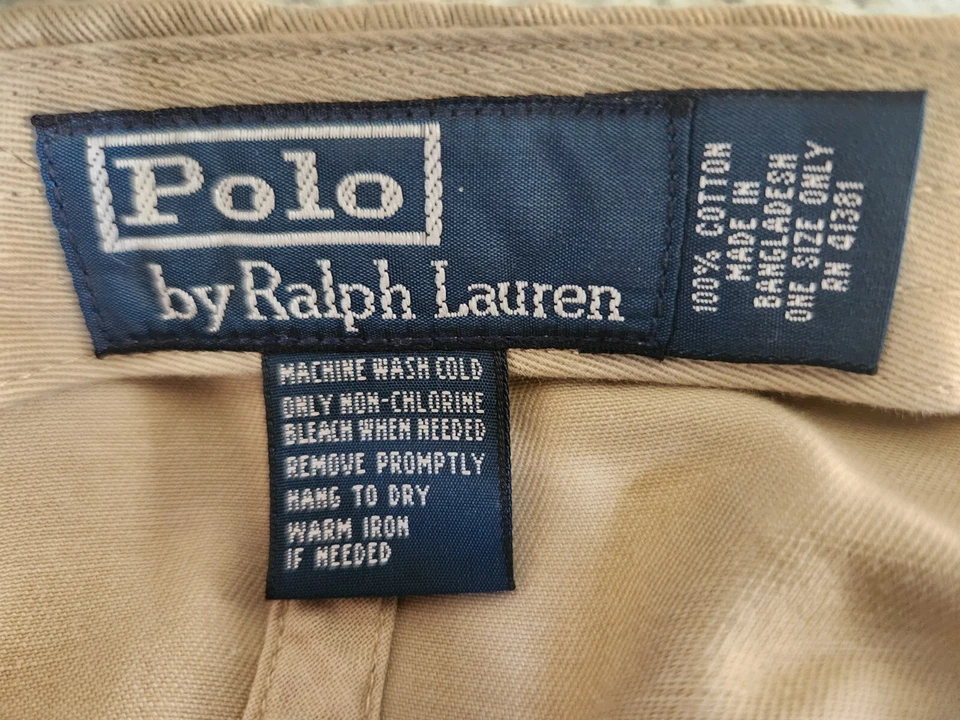 Polo
by Ralph Lauren
100% COTTON
MADE IN
BANGLADESH
ONE SIZE ONLY
RN 41381
MACHINE WASH COLD
ONLY NON-CHLORINE
BLEACH WHEN NEEDED
REMOVE PROMPTLY
HANG TO DRY
WARM IRON
IF NEEDED